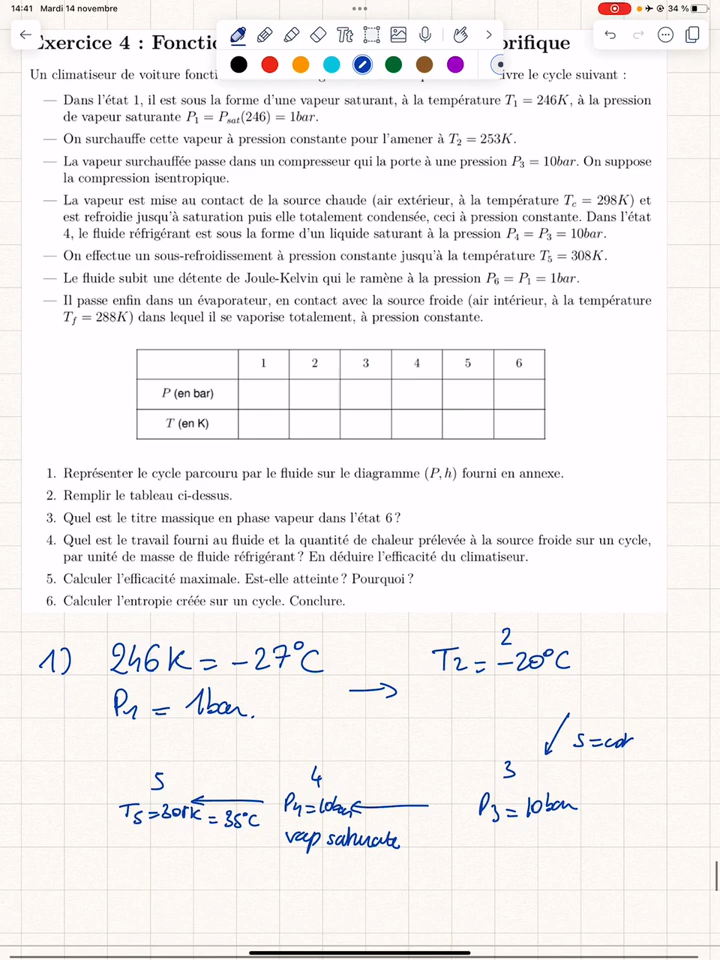 14:41 Mardi 14 novembre
34 %
Exercice 4 : Foncti orifique
Un climatiseur de voiture foncti ivre le cycle suivant :
— Dans l'état 1, il est sous la forme d'une vapeur saturant, à la température T₁ = 246K, à la pression
de vapeur saturante P₁ = Pₛₐₜ(246) = 1bar.
— On surchauffe cette vapeur à pression constante pour l'amener à T₂ = 253K.
— La vapeur surchauffée passe dans un compresseur qui la porte à une pression P₃ = 10bar. On suppose
la compression isentropique.
— La vapeur est mise au contact de la source chaude (air extérieur, à la température T_c = 298K) et
est refroidie jusqu'à saturation puis elle totalement condensée, ceci à pression constante. Dans l'état
4, le fluide réfrigérant est sous la forme d'un liquide saturant à la pression P₄ = P₃ = 10bar.
— On effectue un sous-refroidissement à pression constante jusqu'à la température T₅ = 308K.
— Le fluide subit une détente de Joule-Kelvin qui le ramène à la pression P₆ = P₁ = 1bar.
— Il passe enfin dans un évaporateur, en contact avec la source froide (air intérieur, à la température
T_f = 288K) dans lequel il se vaporise totalement, à pression constante.
1 2 3 4 5 6
P (en bar)
T (en K)
1. Représenter le cycle parcouru par le fluide sur le diagramme (P, h) fourni en annexe.
2. Remplir le tableau ci-dessus.
3. Quel est le titre massique en phase vapeur dans l'état 6 ?
4. Quel est le travail fourni au fluide et la quantité de chaleur prélevée à la source froide sur un cycle,
par unité de masse de fluide réfrigérant ? En déduire l'efficacité du climatiseur.
5. Calculer l'efficacité maximale. Est-elle atteinte ? Pourquoi ?
6. Calculer l'entropie créée sur un cycle. Conclure.
2
1) 246K = -27°C → T2 = -20°C
P1 = 1bar.
s = cst
5 4 3
T5 = 308K = 35°C P4 = 10bar P3 = 10bar
vap saturate